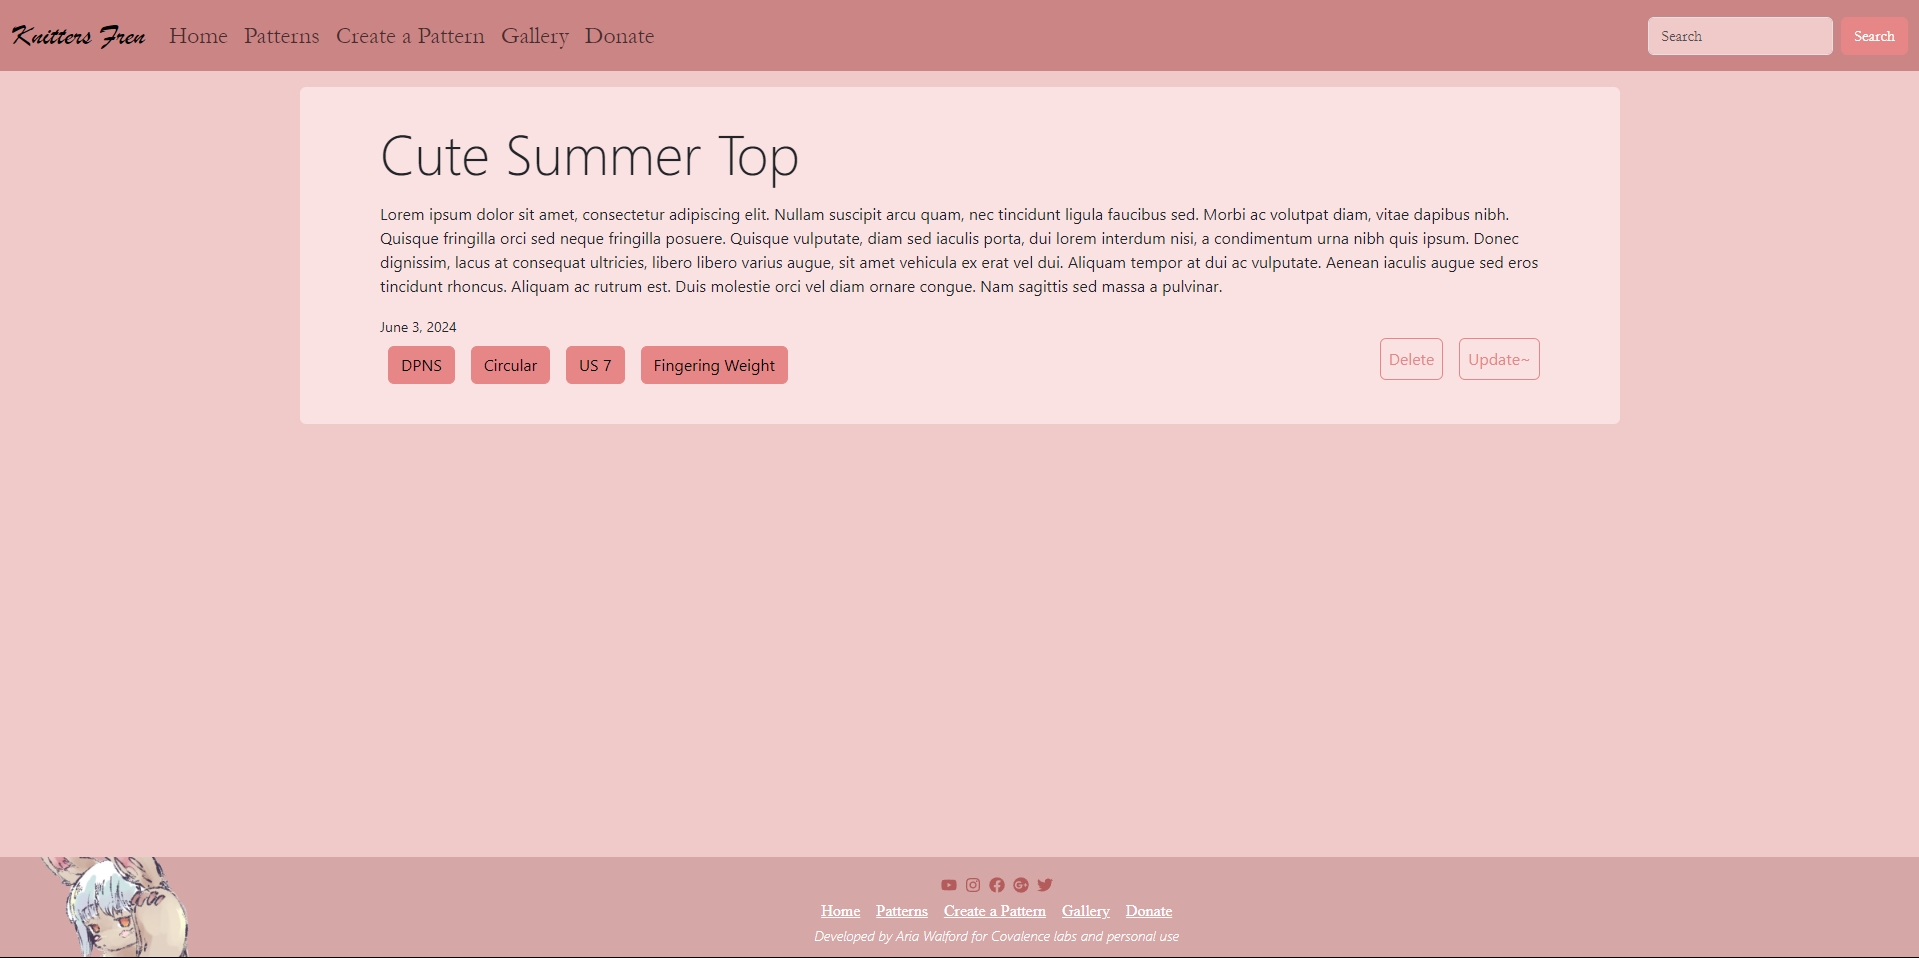 Knitters Fren Home Patterns Create a Pattern Gallery Donate Search Search
Cute Summer Top
Lorem ipsum dolor sit amet, consectetur adipiscing elit. Nullam suscipit arcu quam, nec tincidunt ligula faucibus sed. Morbi ac volutpat diam, vitae dapibus nibh.
Quisque fringilla orci sed neque fringilla posuere. Quisque vulputate, diam sed iaculis porta, dui lorem interdum nisi, a condimentum urna nibh quis ipsum. Donec
dignissim, lacus at consequat ultricies, libero libero varius augue, sit amet vehicula ex erat vel dui. Aliquam tempor at dui ac vulputate. Aenean iaculis augue sed eros
tincidunt rhoncus. Aliquam ac rutrum est. Duis molestie orci vel diam ornare congue. Nam sagittis sed massa a pulvinar.
June 3, 2024
DPNS Circular US 7 Fingering Weight Delete Update~
Home Patterns Create a Pattern Gallery Donate
Developed by Aria Walford for Covalence labs and personal use